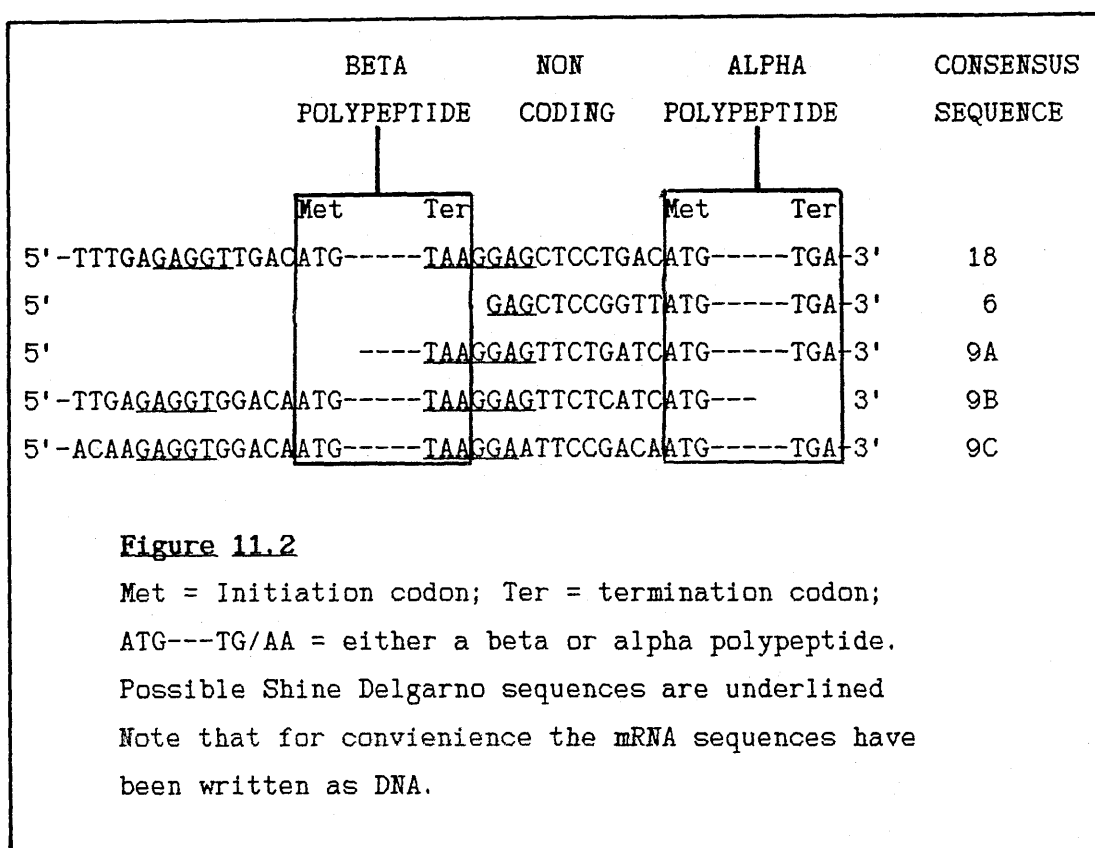 BETA NON ALPHA CONSENSUS
POLYPEPTIDE CODING POLYPEPTIDE SEQUENCE
Met Ter Met Ter
5'-TTTGAGAGGTTGACATG-----TAAGGAGCTCCTGACATG-----TGA-3' 18
5' GAGCTCCGGTTATG-----TGA-3' 6
5' ----TAAGGAGTTCTGATCATG-----TGA-3' 9A
5'-TTGAGAGGTGGACAATG-----TAAGGAGTTCTCATCATG--- 3' 9B
5'-ACAAGAGGTGGACAATG-----TAAGGAATTCCGACAATG-----TGA-3' 9C
Figure 11.2
Met = Initiation codon; Ter = termination codon;
ATG---TG/AA = either a beta or alpha polypeptide.
Possible Shine Delgarno sequences are underlined
Note that for convienience the mRNA sequences have
been written as DNA.